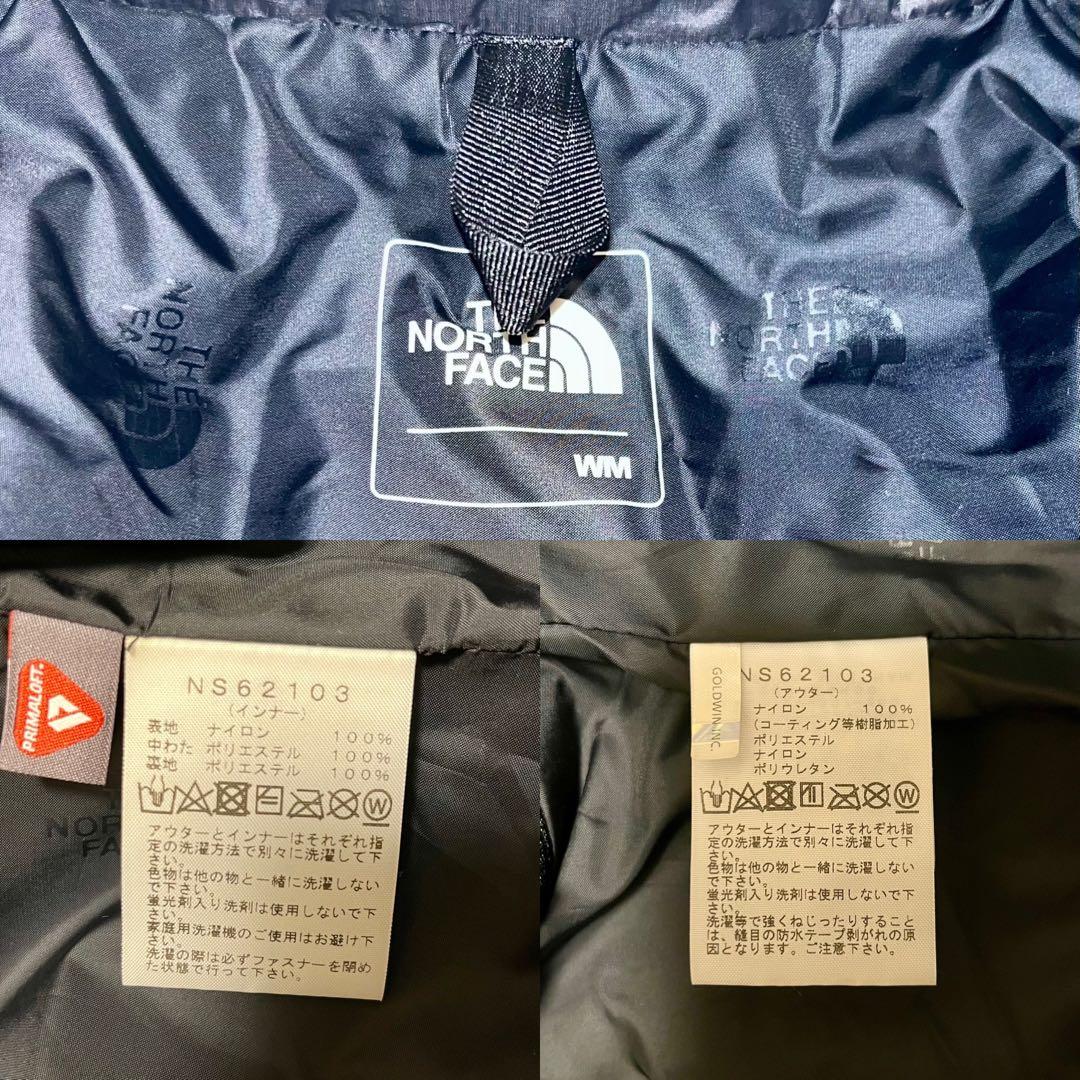 THE
NORTH
FACE
WM
THE
NORTH
FACE
THE
NORTH
FACE
PRIMALOFT
NS62103
(インナー)
表地 ナイロン 100%
中わた ポリエステル 100%
裏地 ポリエステル 100%
W
アウターとインナーはそれぞれ指
定の洗濯方法で別々に洗濯して下
さい。
色物は他の物と一緒に洗濯しない
で下さい。
蛍光剤入り洗剤は使用しないで下
さい。
家庭用洗濯機のご使用はお避け下
さい。
洗濯の際は必ずファスナーを閉め
た状態で行って下さい。
NORTH
GOLDWIN INC.
NS62103
(アウター)
ナイロン 100%
(コーティング等樹脂加工)
ポリエステル
ナイロン
ポリウレタン
W
アウターとインナーはそれぞれ指
定の洗濯方法で別々に洗濯して下
さい。
色物は他の物と一緒に洗濯しない
で下さい。
蛍光剤入り洗剤は使用しないで下
さい。
洗濯等で強くねじったりすること
は、縫目の防水テープ剥がれの原
因となります。ご注意下さい。